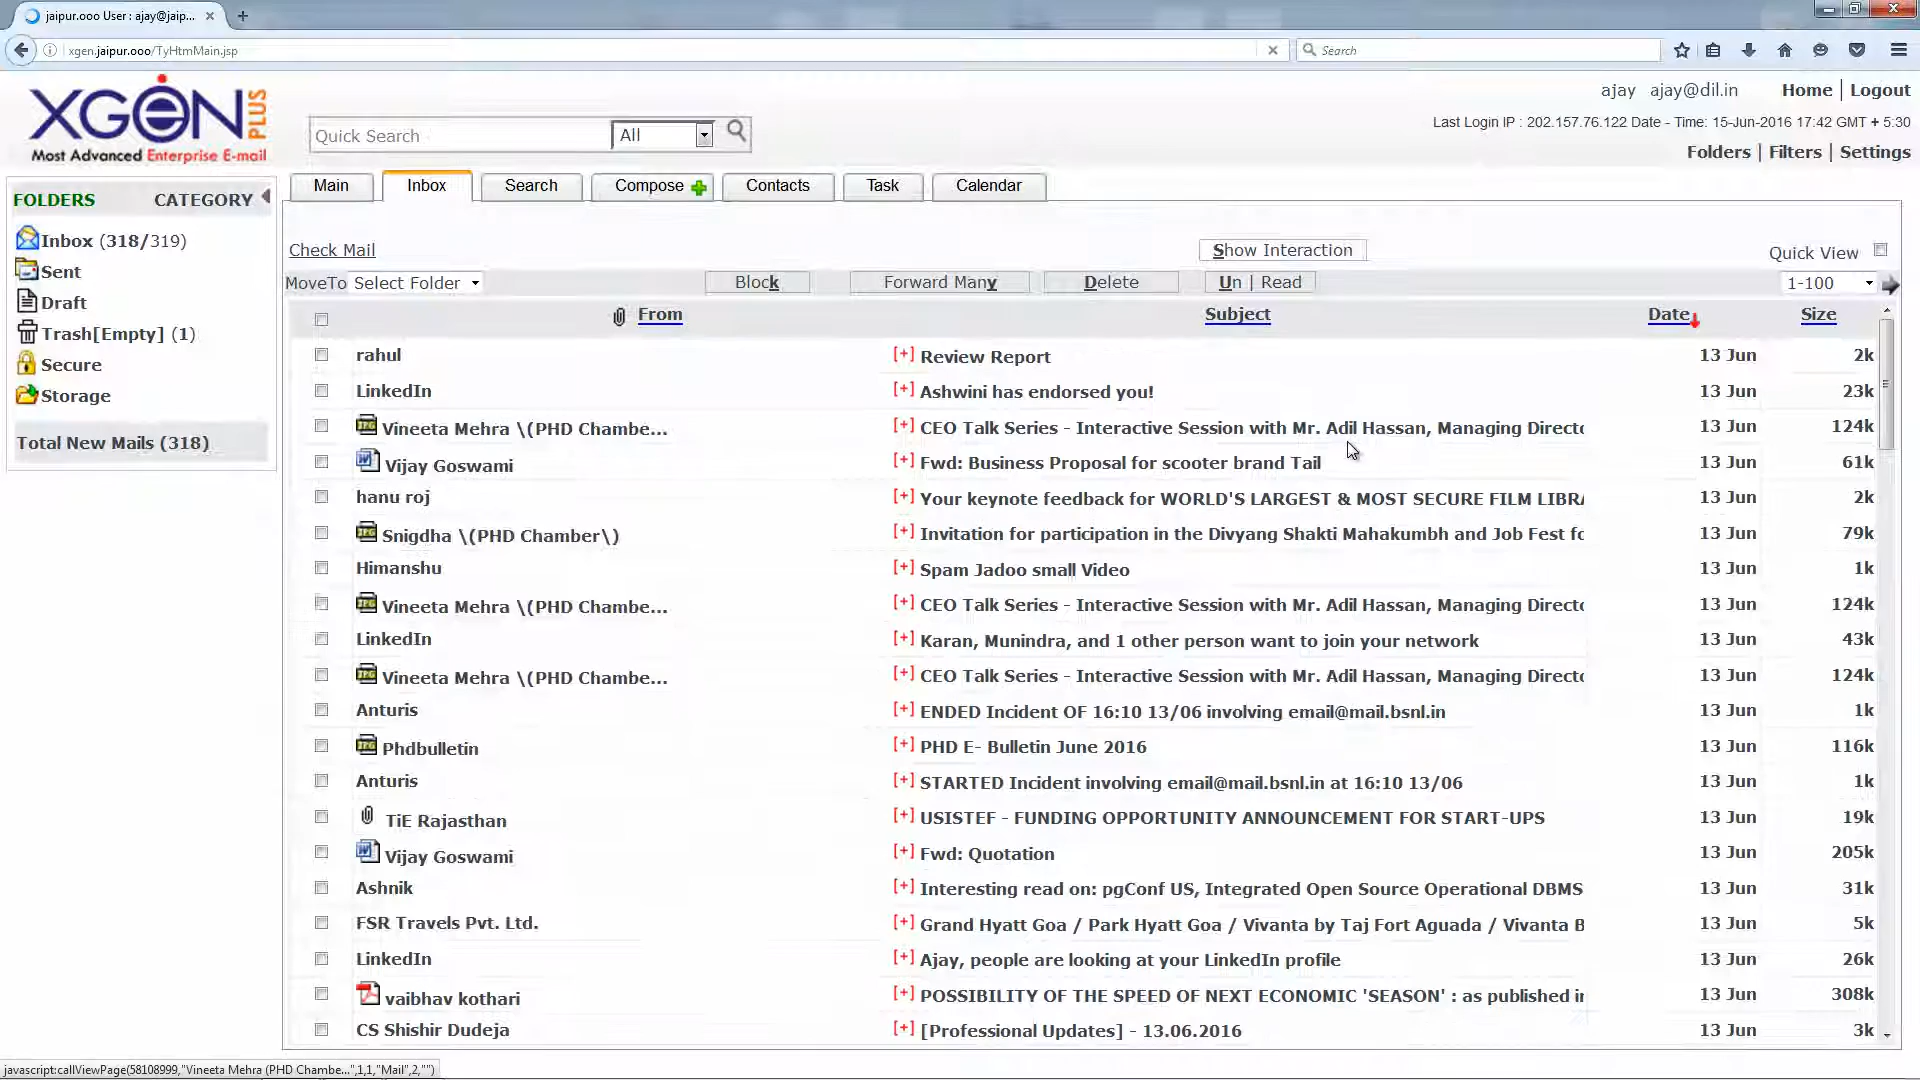 jaipur.ooo User : ajay@jaip...
xgen.jaipur.ooo/TyHtmMain.jsp
Search
XGEN PLUS
Most Advanced Enterprise E-mail
Quick Search
All
ajay ajay@dil.in Home | Logout
Last Login IP : 202.157.76.122 Date - Time: 15-Jun-2016 17:42 GMT + 5:30
Folders | Filters | Settings
FOLDERS CATEGORY
Inbox (318/319)
Sent
Draft
Trash[Empty] (1)
Secure
Storage
Total New Mails (318)
Main Inbox Search Compose Contacts Task Calendar
Check Mail Show Interaction Quick View
MoveTo Select Folder Block Forward Many Delete Un | Read 1-100
From Subject Date Size
rahul [+] Review Report 13 Jun 2k
LinkedIn [+] Ashwini has endorsed you! 13 Jun 23k
Vineeta Mehra \(PHD Chambe... [+] CEO Talk Series - Interactive Session with Mr. Adil Hassan, Managing Directo 13 Jun 124k
Vijay Goswami [+] Fwd: Business Proposal for scooter brand Tail 13 Jun 61k
hanu roj [+] Your keynote feedback for WORLD'S LARGEST & MOST SECURE FILM LIBRA 13 Jun 2k
Snigdha \(PHD Chamber\) [+] Invitation for participation in the Divyang Shakti Mahakumbh and Job Fest fo 13 Jun 79k
Himanshu [+] Spam Jadoo small Video 13 Jun 1k
Vineeta Mehra \(PHD Chambe... [+] CEO Talk Series - Interactive Session with Mr. Adil Hassan, Managing Directo 13 Jun 124k
LinkedIn [+] Karan, Munindra, and 1 other person want to join your network 13 Jun 43k
Vineeta Mehra \(PHD Chambe... [+] CEO Talk Series - Interactive Session with Mr. Adil Hassan, Managing Directo 13 Jun 124k
Anturis [+] ENDED Incident OF 16:10 13/06 involving email@mail.bsnl.in 13 Jun 1k
Phdbulletin [+] PHD E- Bulletin June 2016 13 Jun 116k
Anturis [+] STARTED Incident involving email@mail.bsnl.in at 16:10 13/06 13 Jun 1k
TiE Rajasthan [+] USISTEF - FUNDING OPPORTUNITY ANNOUNCEMENT FOR START-UPS 13 Jun 19k
Vijay Goswami [+] Fwd: Quotation 13 Jun 205k
Ashnik [+] Interesting read on: pgConf US, Integrated Open Source Operational DBMS 13 Jun 31k
FSR Travels Pvt. Ltd. [+] Grand Hyatt Goa / Park Hyatt Goa / Vivanta by Taj Fort Aguada / Vivanta B 13 Jun 5k
LinkedIn [+] Ajay, people are looking at your LinkedIn profile 13 Jun 26k
vaibhav kothari [+] POSSIBILITY OF THE SPEED OF NEXT ECONOMIC 'SEASON' : as published in 13 Jun 308k
CS Shishir Dudeja [+] [Professional Updates] - 13.06.2016 13 Jun 3k
javascript:callViewPage(58108999,"Vineeta Mehra (PHD Chambe...",1,1,"Mail",2,"")